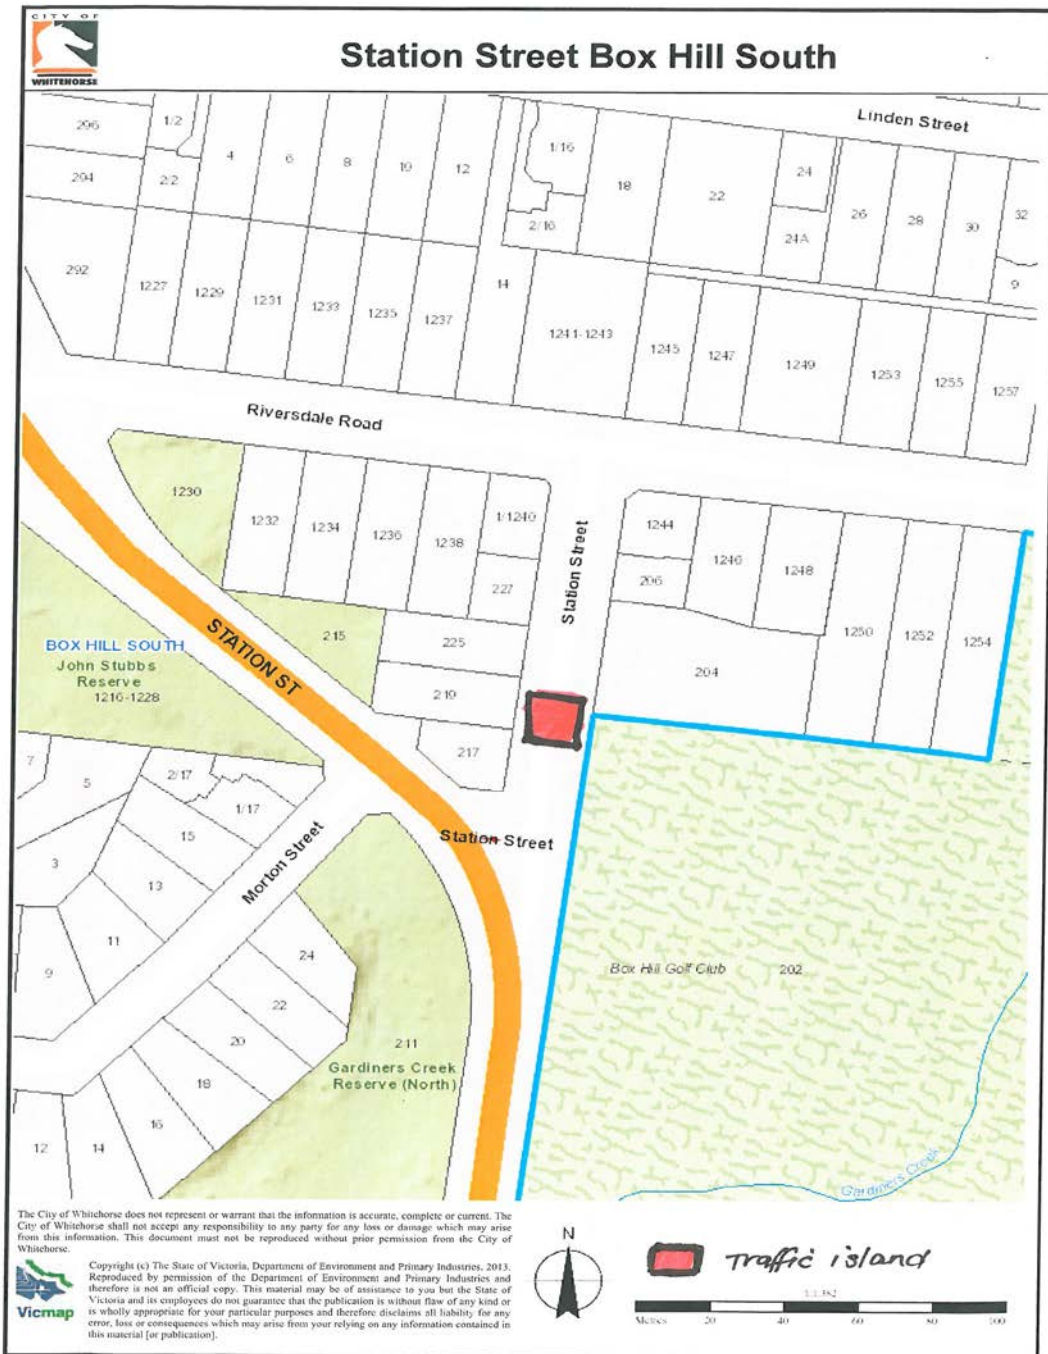 CITY OF
WHITEHORSE
Station Street Box Hill South
Linden Street
296
1/2
4
6
8
10
12
1/16
18
22
24
26
28
30
32
294
2/2
2/16
24A
9
292
1227
1229
1231
1233
1235
1237
14
1241-1243
1245
1247
1249
1253
1255
1257
Riversdale Road
1230
1232
1234
1236
1238
1/1240
227
Station Street
1244
206
1246
1248
1250
1252
1254
215
225
219
217
204
STATION ST
BOX HILL SOUTH
John Stubbs
Reserve
1216-1228
7
5
2/17
1/17
3
15
13
Morton Street
Station Street
11
9
24
22
20
18
16
14
12
211
Gardiners Creek
Reserve (North)
Box Hill Golf Club 202
Gardiners Creek
The City of Whitehorse does not represent or warrant that the information is accurate, complete or current. The
City of Whitehorse shall not accept any responsibility to any party for any loss or damage which may arise
from this information. This document must not be reproduced without prior permission from the City of
Whitehorse.
Vicmap
Copyright (c) The State of Victoria, Department of Environment and Primary Industries, 2013.
Reproduced by permission of the Department of Environment and Primary Industries and
therefore is not an official copy. This material may be of assistance to you but the State of
Victoria and its employees do not guarantee that the publication is without flaw of any kind or
is wholly appropriate for your particular purposes and therefore disclaims all liability for any
error, loss or consequences which may arise from your relying on any information contained in
this material [or publication].
N
Traffic island
1:1,382
Metres 20 40 60 80 100